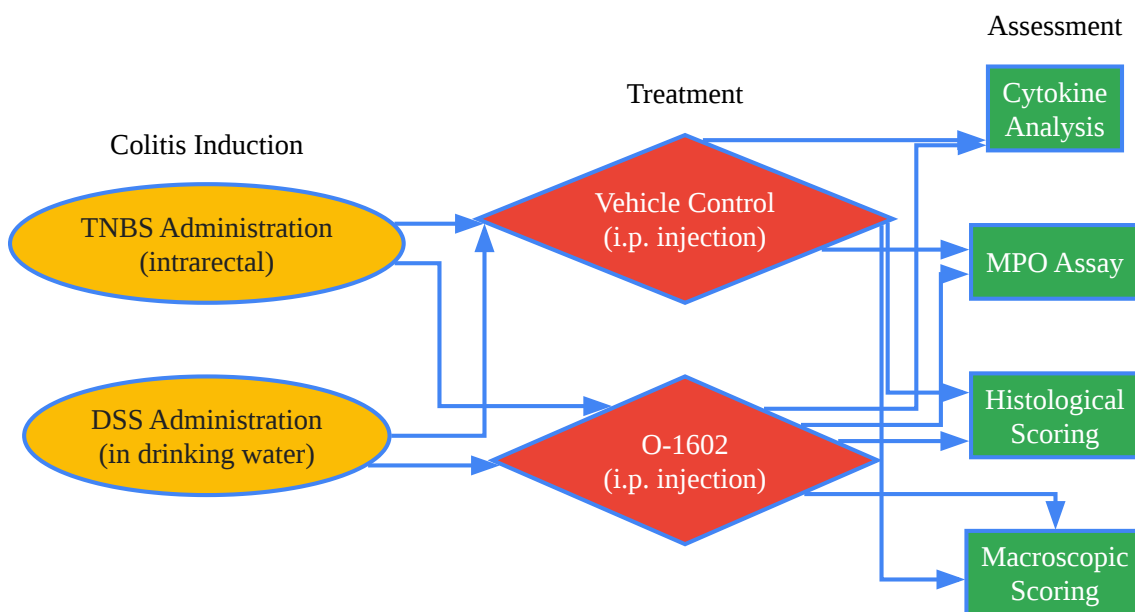 Colitis Induction
TNBS Administration
(intrarectal)
DSS Administration
(in drinking water)
Treatment
Vehicle Control
(i.p. injection)
O-1602
(i.p. injection)
Assessment
Cytokine
Analysis
MPO Assay
Histological
Scoring
Macroscopic
Scoring